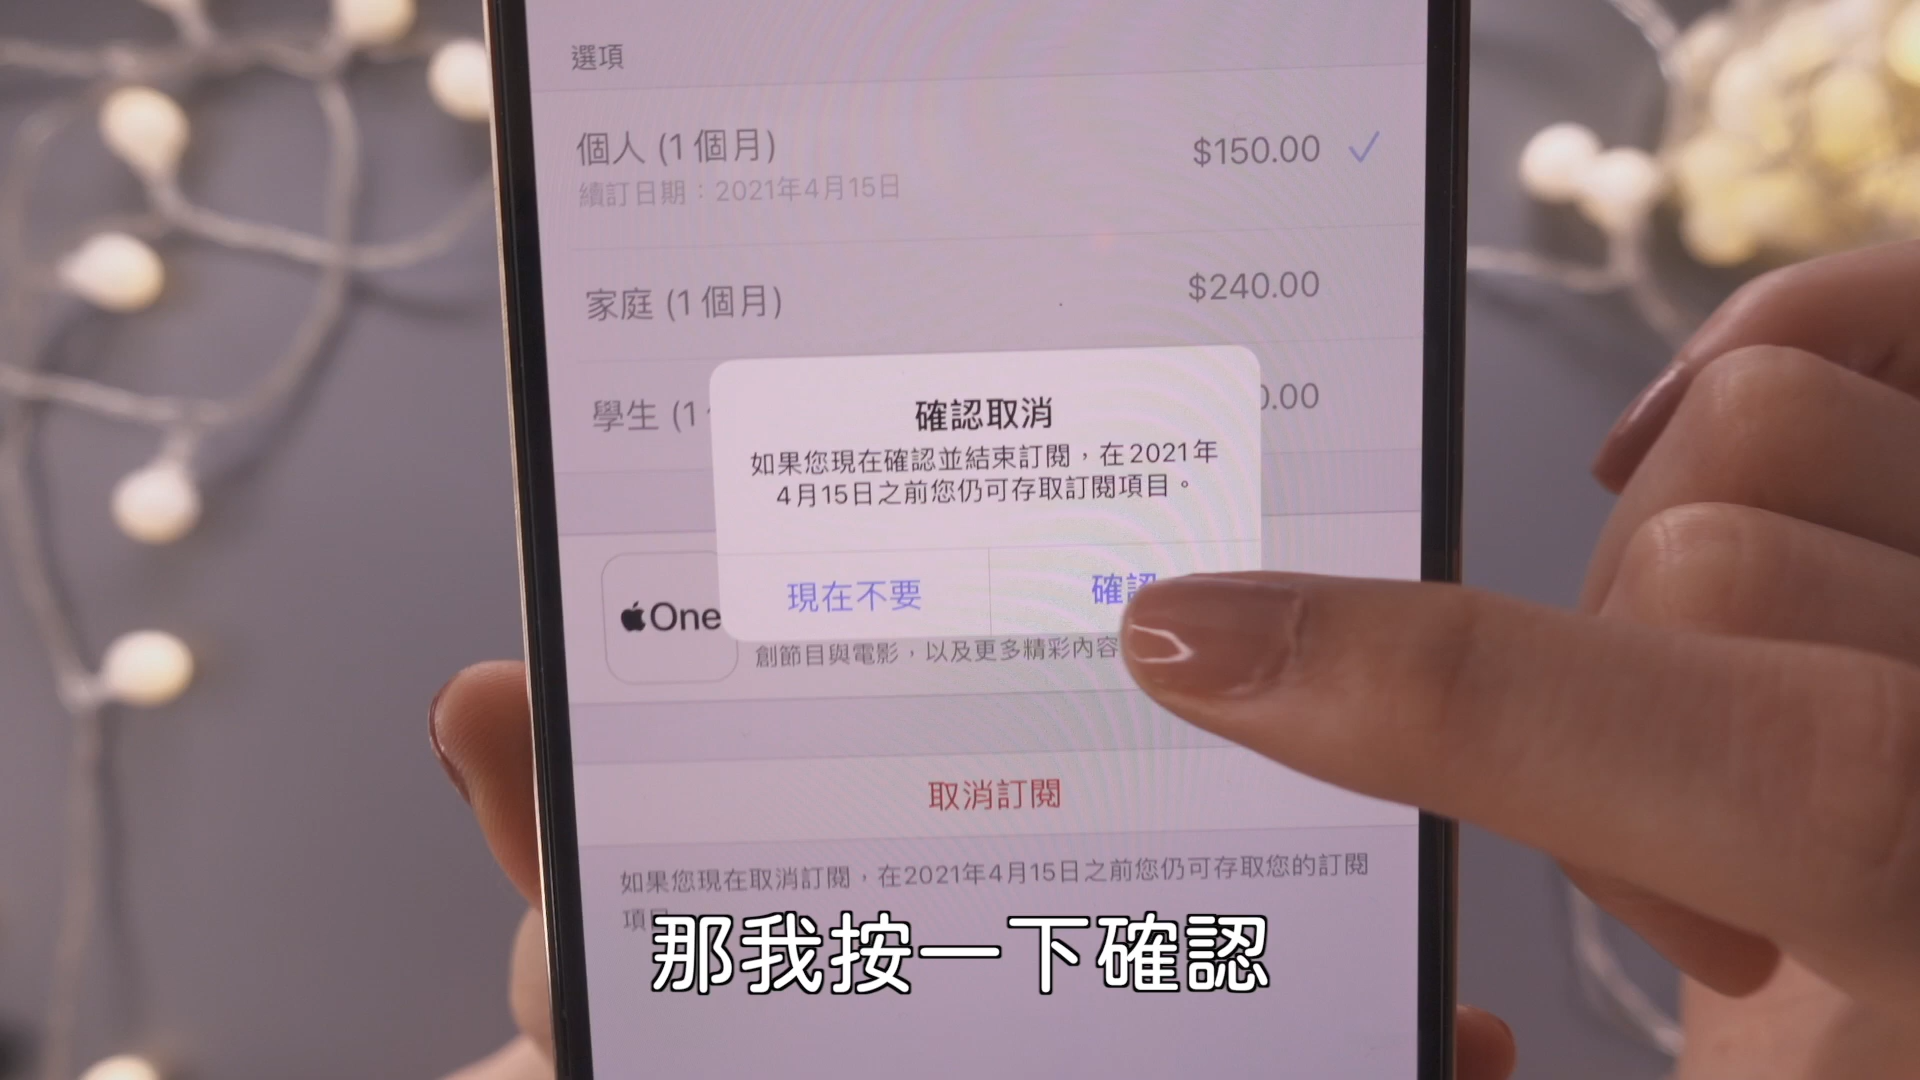 選項
個人 (1 個月)
$150.00
續訂日期：2021年4月15日
家庭 (1 個月)
$240.00
學生 (1
0.00
確認取消
如果您現在確認並結束訂閱，在2021年
4月15日之前您仍可存取訂閱項目。
現在不要
確認
One
創節目與電影，以及更多精彩內容
取消訂閱
如果您現在取消訂閱，在2021年4月15日之前您仍可存取您的訂閱
項目
那我按一下確認